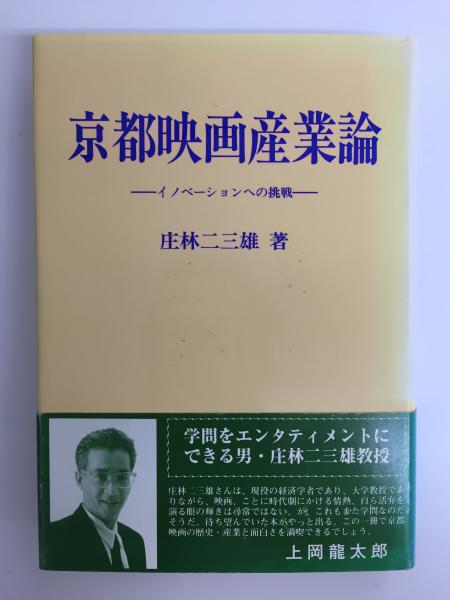 京都映画産業論
──イノベーションへの挑戦──
庄林二三雄 著
学問をエンタティメントに
できる男・庄林二三雄教授
庄林二三雄さんは、現役の経済学者であり、大学教授であ
りながら、映画、ことに時代劇にかける情熱、自ら活弁を
演る眼の輝きは尋常ではない。が、これもまた学問なのだ
そうだ。待ち望んでいた本がやっと出る。この一冊で京都
映画の歴史・産業と面白さを満喫できるでしょう。
上岡龍太郎